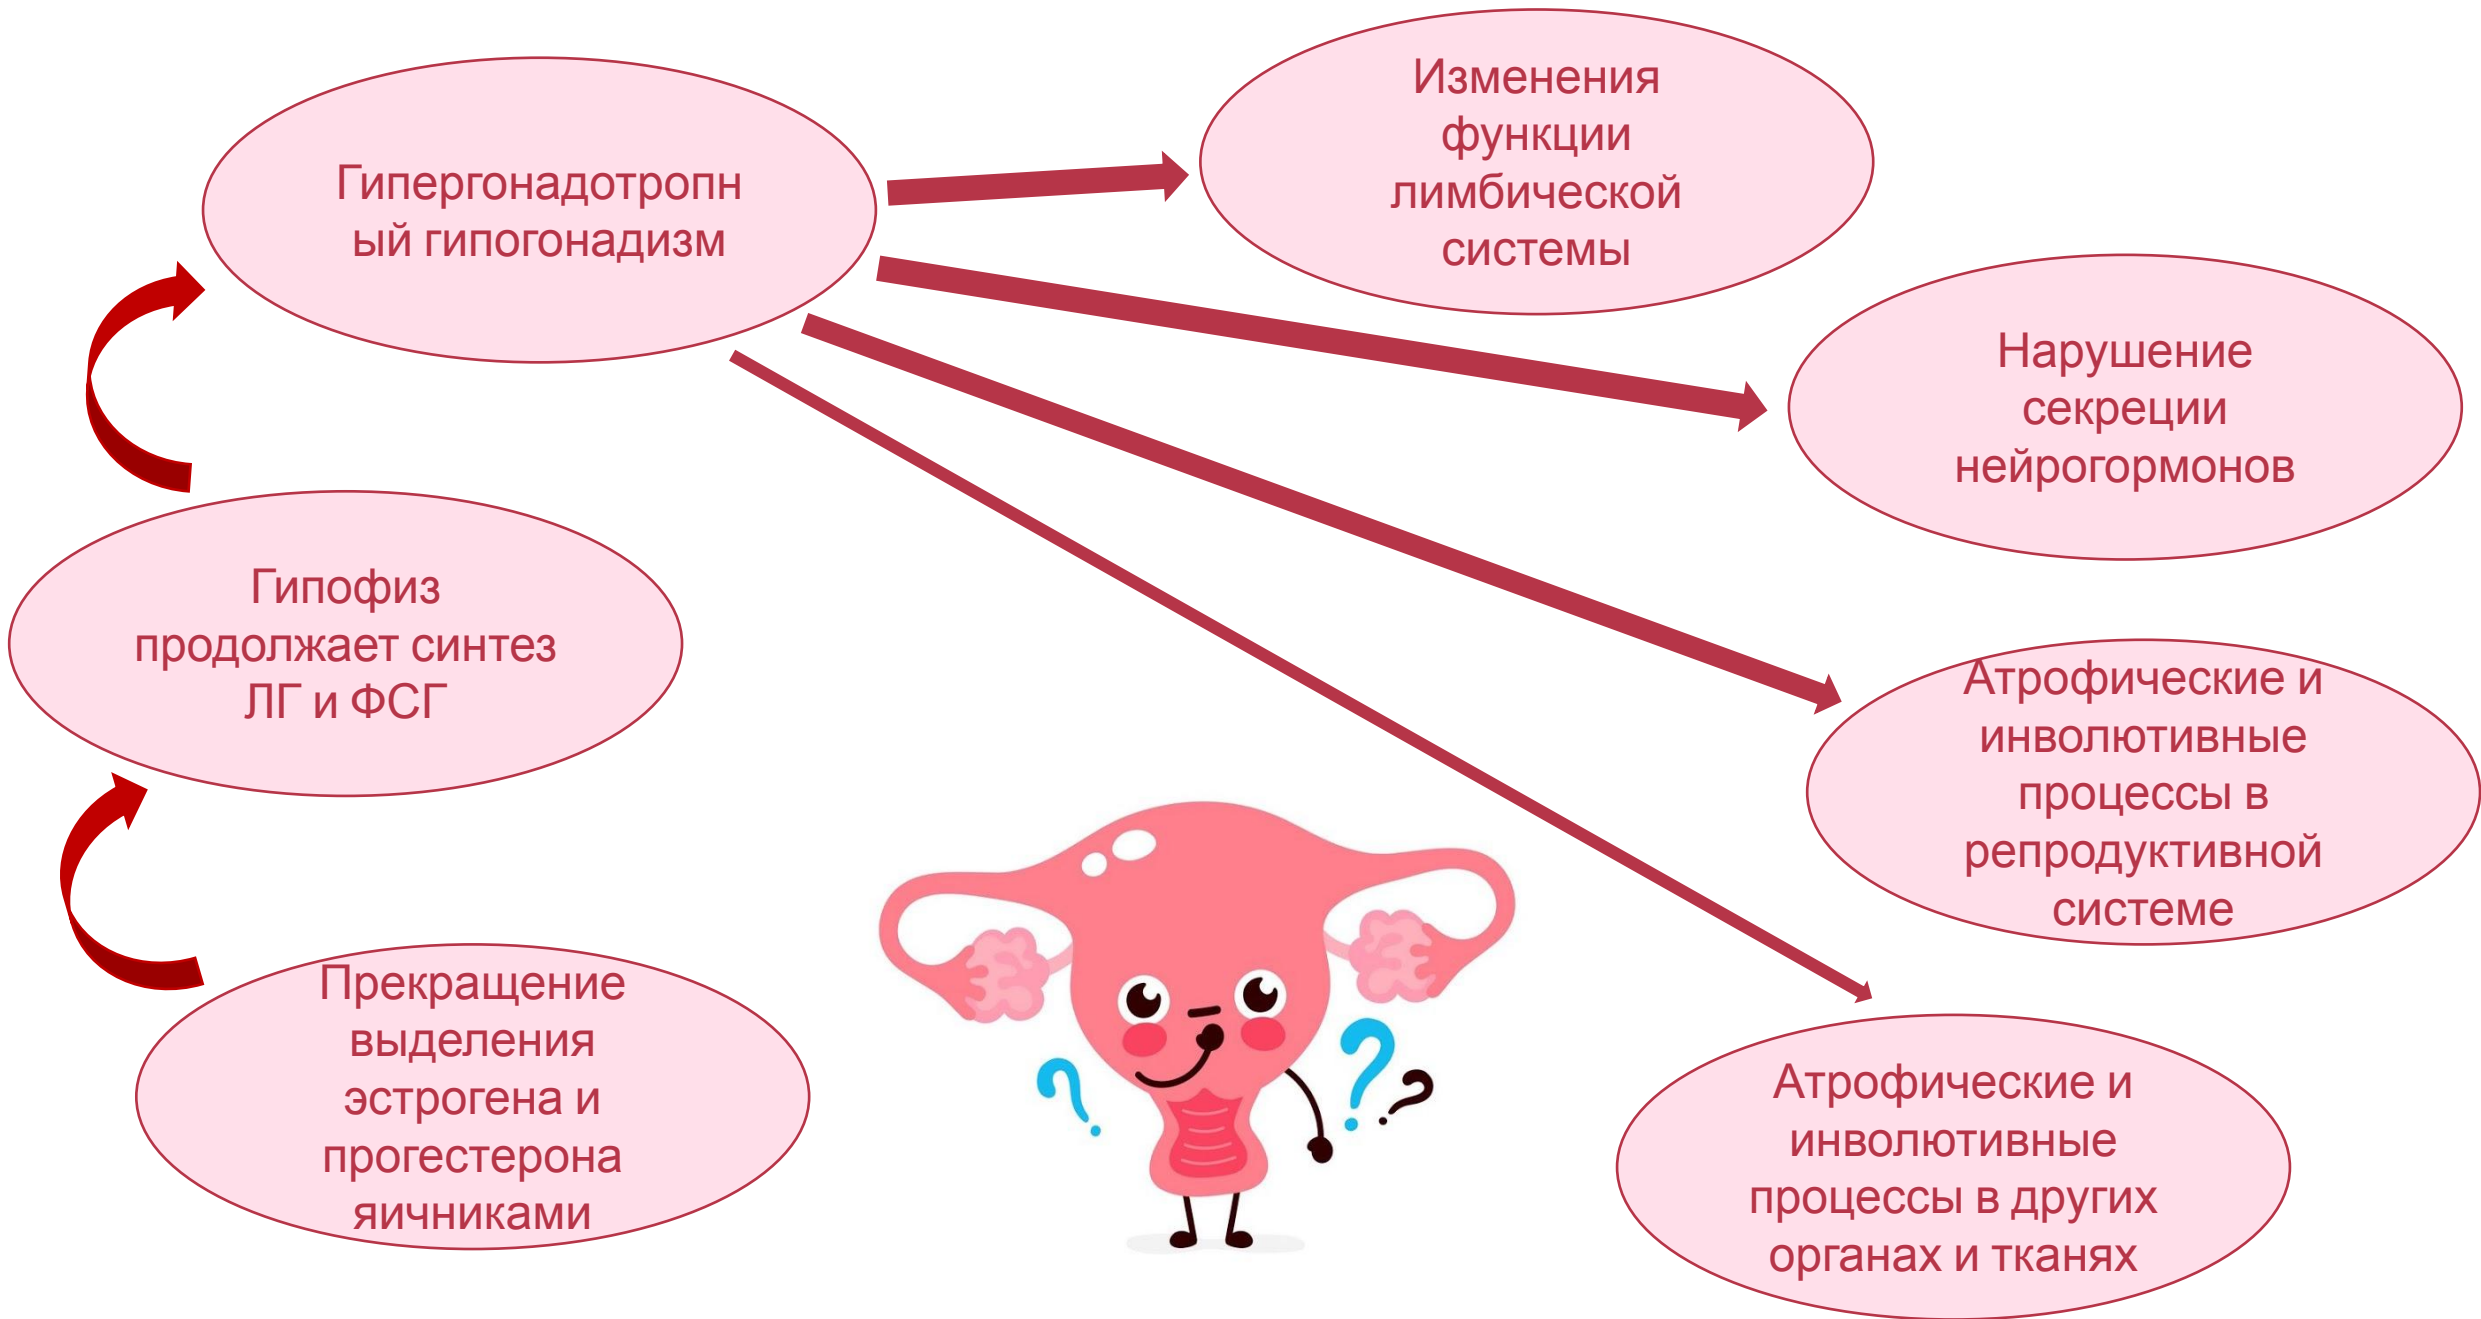 Гипергонадотропн
ый гипогонадизм
Изменения
функции
лимбической
системы
Нарушение
секреции
нейрогормонов
Гипофиз
продолжает синтез
ЛГ и ФСГ
Атрофические и
инволютивные
процессы в
репродуктивной
системе
Прекращение
выделения
эстрогена и
прогестерона
яичниками
Атрофические и
инволютивные
процессы в других
органах и тканях
? ? ?